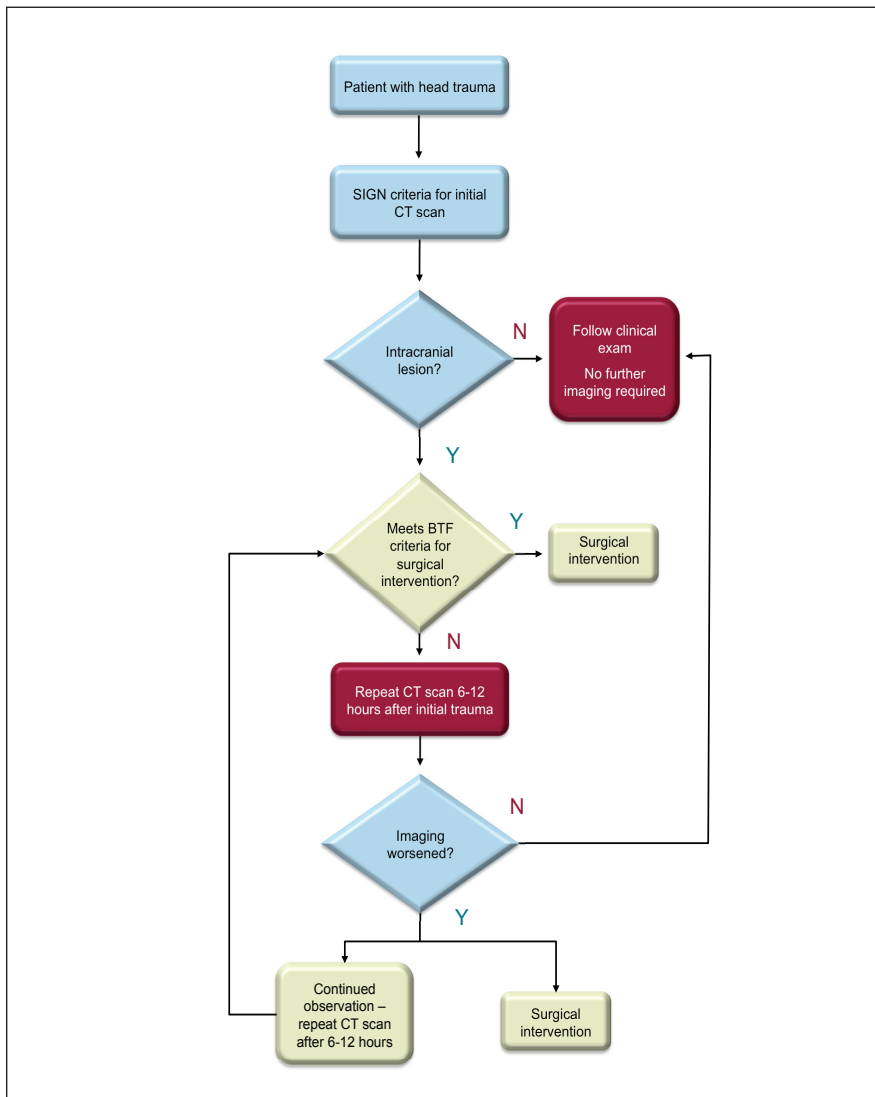 Patient with head trauma
SIGN criteria for initial
CT scan
Intracranial
lesion?
N
Follow clinical
exam
No further
imaging required
Y
Meets BTF
criteria for
surgical
intervention?
Y
Surgical
intervention
N
Repeat CT scan 6-12
hours after initial trauma
Imaging
worsened?
N
Y
Continued
observation –
repeat CT scan
after 6-12 hours
Surgical
intervention